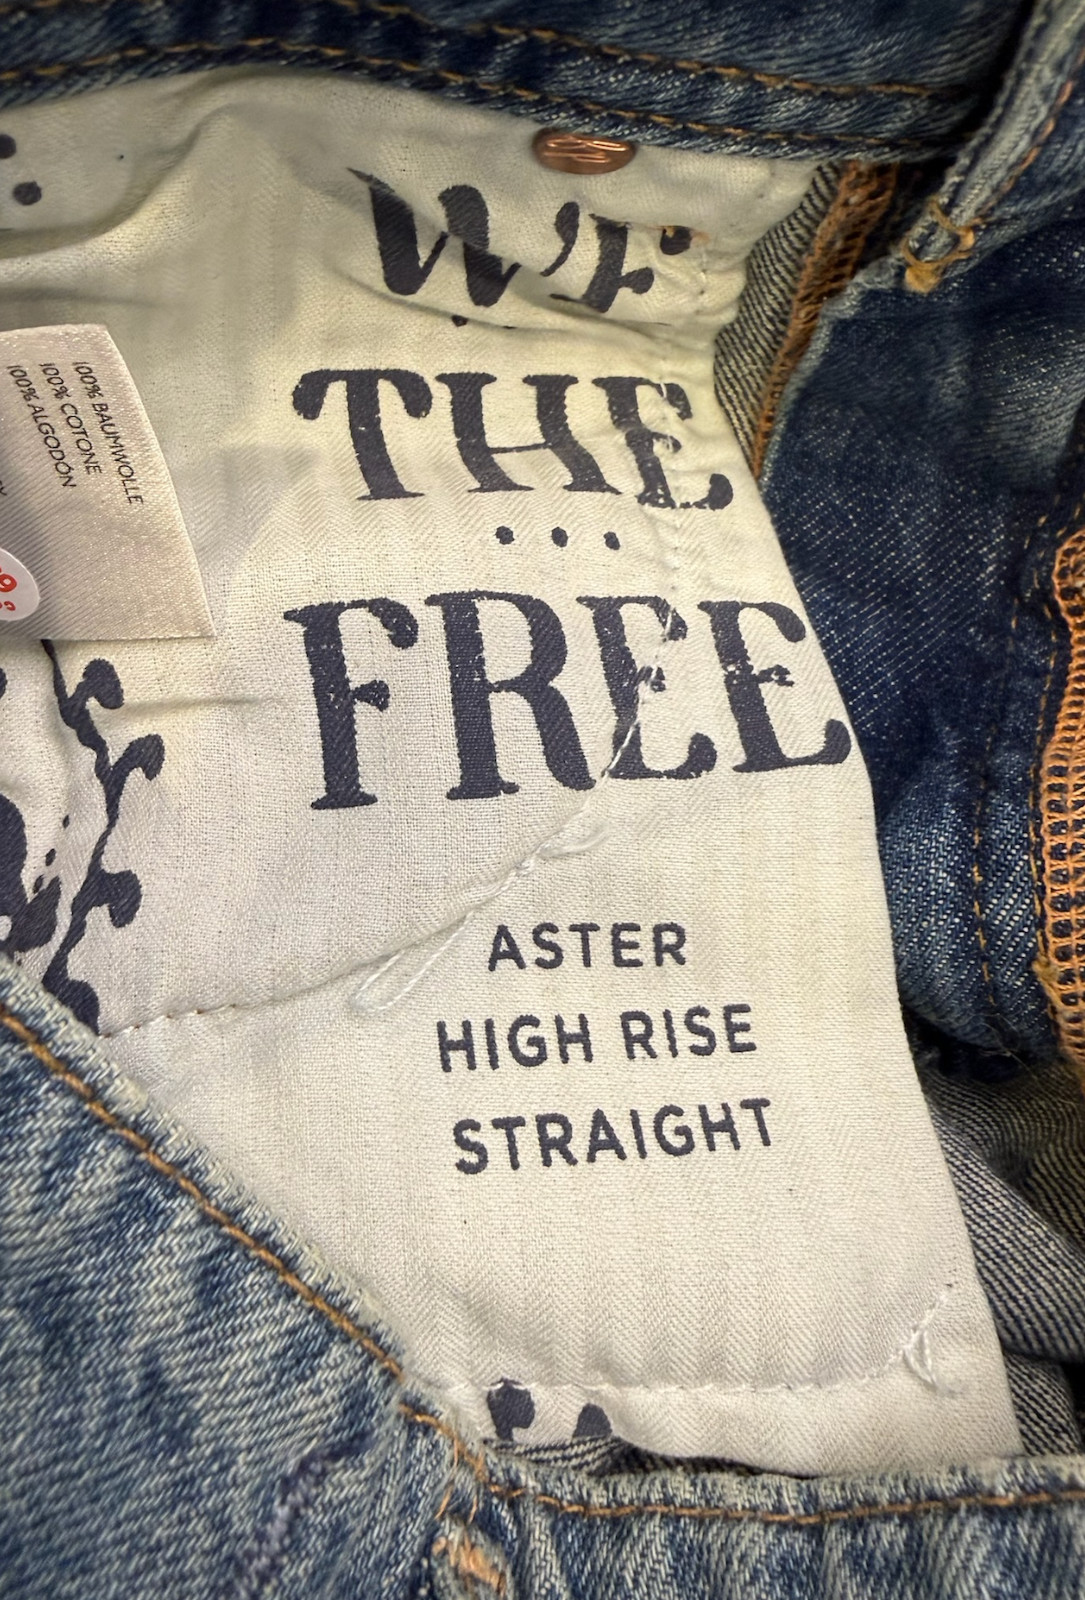 WE
THE
FREE
ASTER
HIGH RISE
STRAIGHT
100% BAUMWOLLE
100% COTONE
100% ALGODÓN